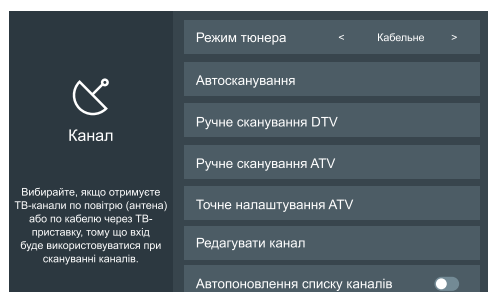 Канал
Вибирайте, якщо отримуєте
ТВ-канали по повітрю (антена)
або по кабелю через ТВ-
приставку, тому що вхід
буде використовуватися при
скануванні каналів.
Режим тюнера < Кабельне >
Автосканування
Ручне сканування DTV
Ручне сканування ATV
Точне налаштування ATV
Редагувати канал
Автопоновлення списку каналів